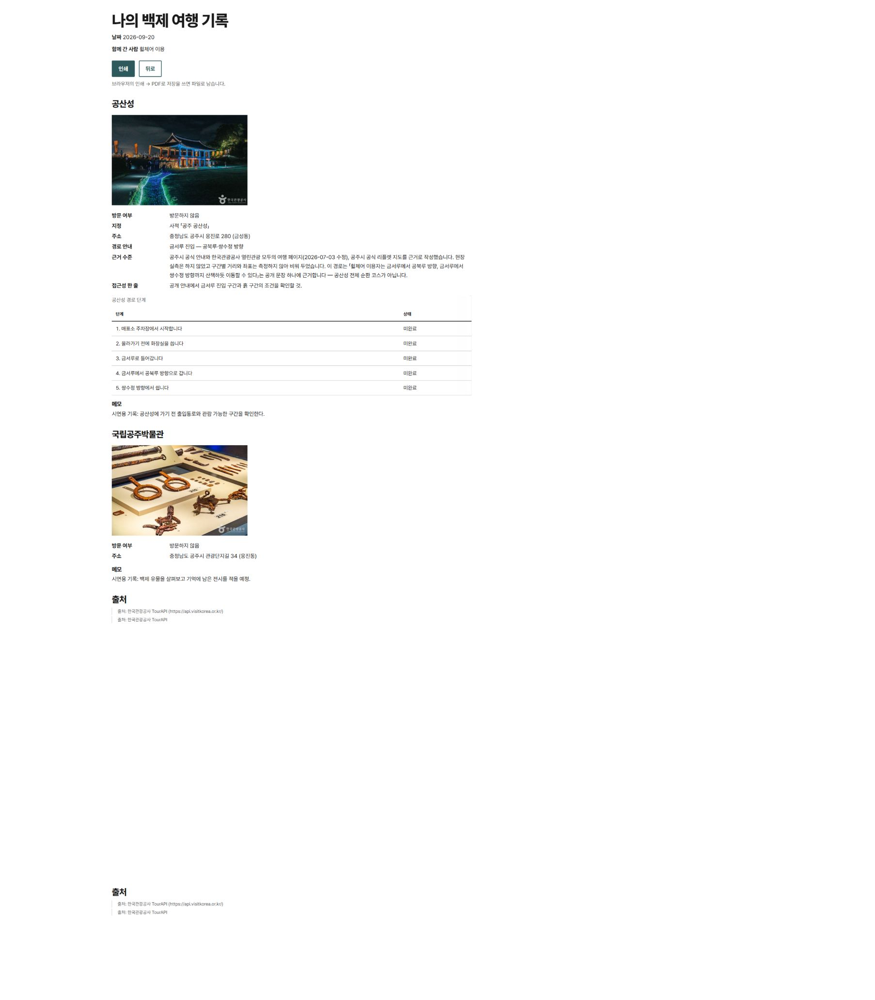 나의 백제 여행 기록
날짜 2026-09-20
함께 간 사람 휠체어 이용
인쇄 뒤로
브라우저의 인쇄 → PDF로 저장을 쓰면 파일로 남습니다.
공산성
한국관광공사
방문 여부 방문하지 않음
지정 사적 「공주 공산성」
주소 충청남도 공주시 웅진로 280 (금성동)
경로 안내 금서루 진입 — 공북루·쌍수정 방향
근거 수준 공주시 공식 안내와 한국관광공사 열린관광 모두의 여행 페이지(2026-07-03 수정), 공주시 공식 리플렛 지도를 근거로 작성했습니다. 현장
실측은 하지 않았고 구간별 거리와 좌표는 측정하지 않아 비워 두었습니다. 이 경로는 「휠체어 이용자는 금서루에서 공북루 방향, 금서루에서
쌍수정 방향까지 산책하듯 이동할 수 있다」는 공개 문장 하나에 근거합니다 — 공산성 전체 순환 코스가 아닙니다.
접근성 한 줄 공개 안내에서 금서루 진입 구간과 흙 구간의 조건을 확인할 것.
공산성 경로 단계
단계 상태
1. 매표소 주차장에서 시작합니다 미완료
2. 올라가기 전에 화장실을 씁니다 미완료
3. 금서루로 들어갑니다 미완료
4. 금서루에서 공북루 방향으로 갑니다 미완료
5. 쌍수정 방향에서 쉽니다 미완료
메모
시연용 기록: 공산성에 가기 전 출입통로와 관람 가능한 구간을 확인한다.
국립공주박물관
215
216
한국관광공사
방문 여부 방문하지 않음
주소 충청남도 공주시 관광단지길 34 (웅진동)
메모
시연용 기록: 백제 유물을 살펴보고 기억에 남은 전시를 적을 예정.
출처
출처: 한국관광공사 TourAPI (https://api.visitkorea.or.kr/)
출처: 한국관광공사 TourAPI
출처
출처: 한국관광공사 TourAPI (https://api.visitkorea.or.kr/)
출처: 한국관광공사 TourAPI